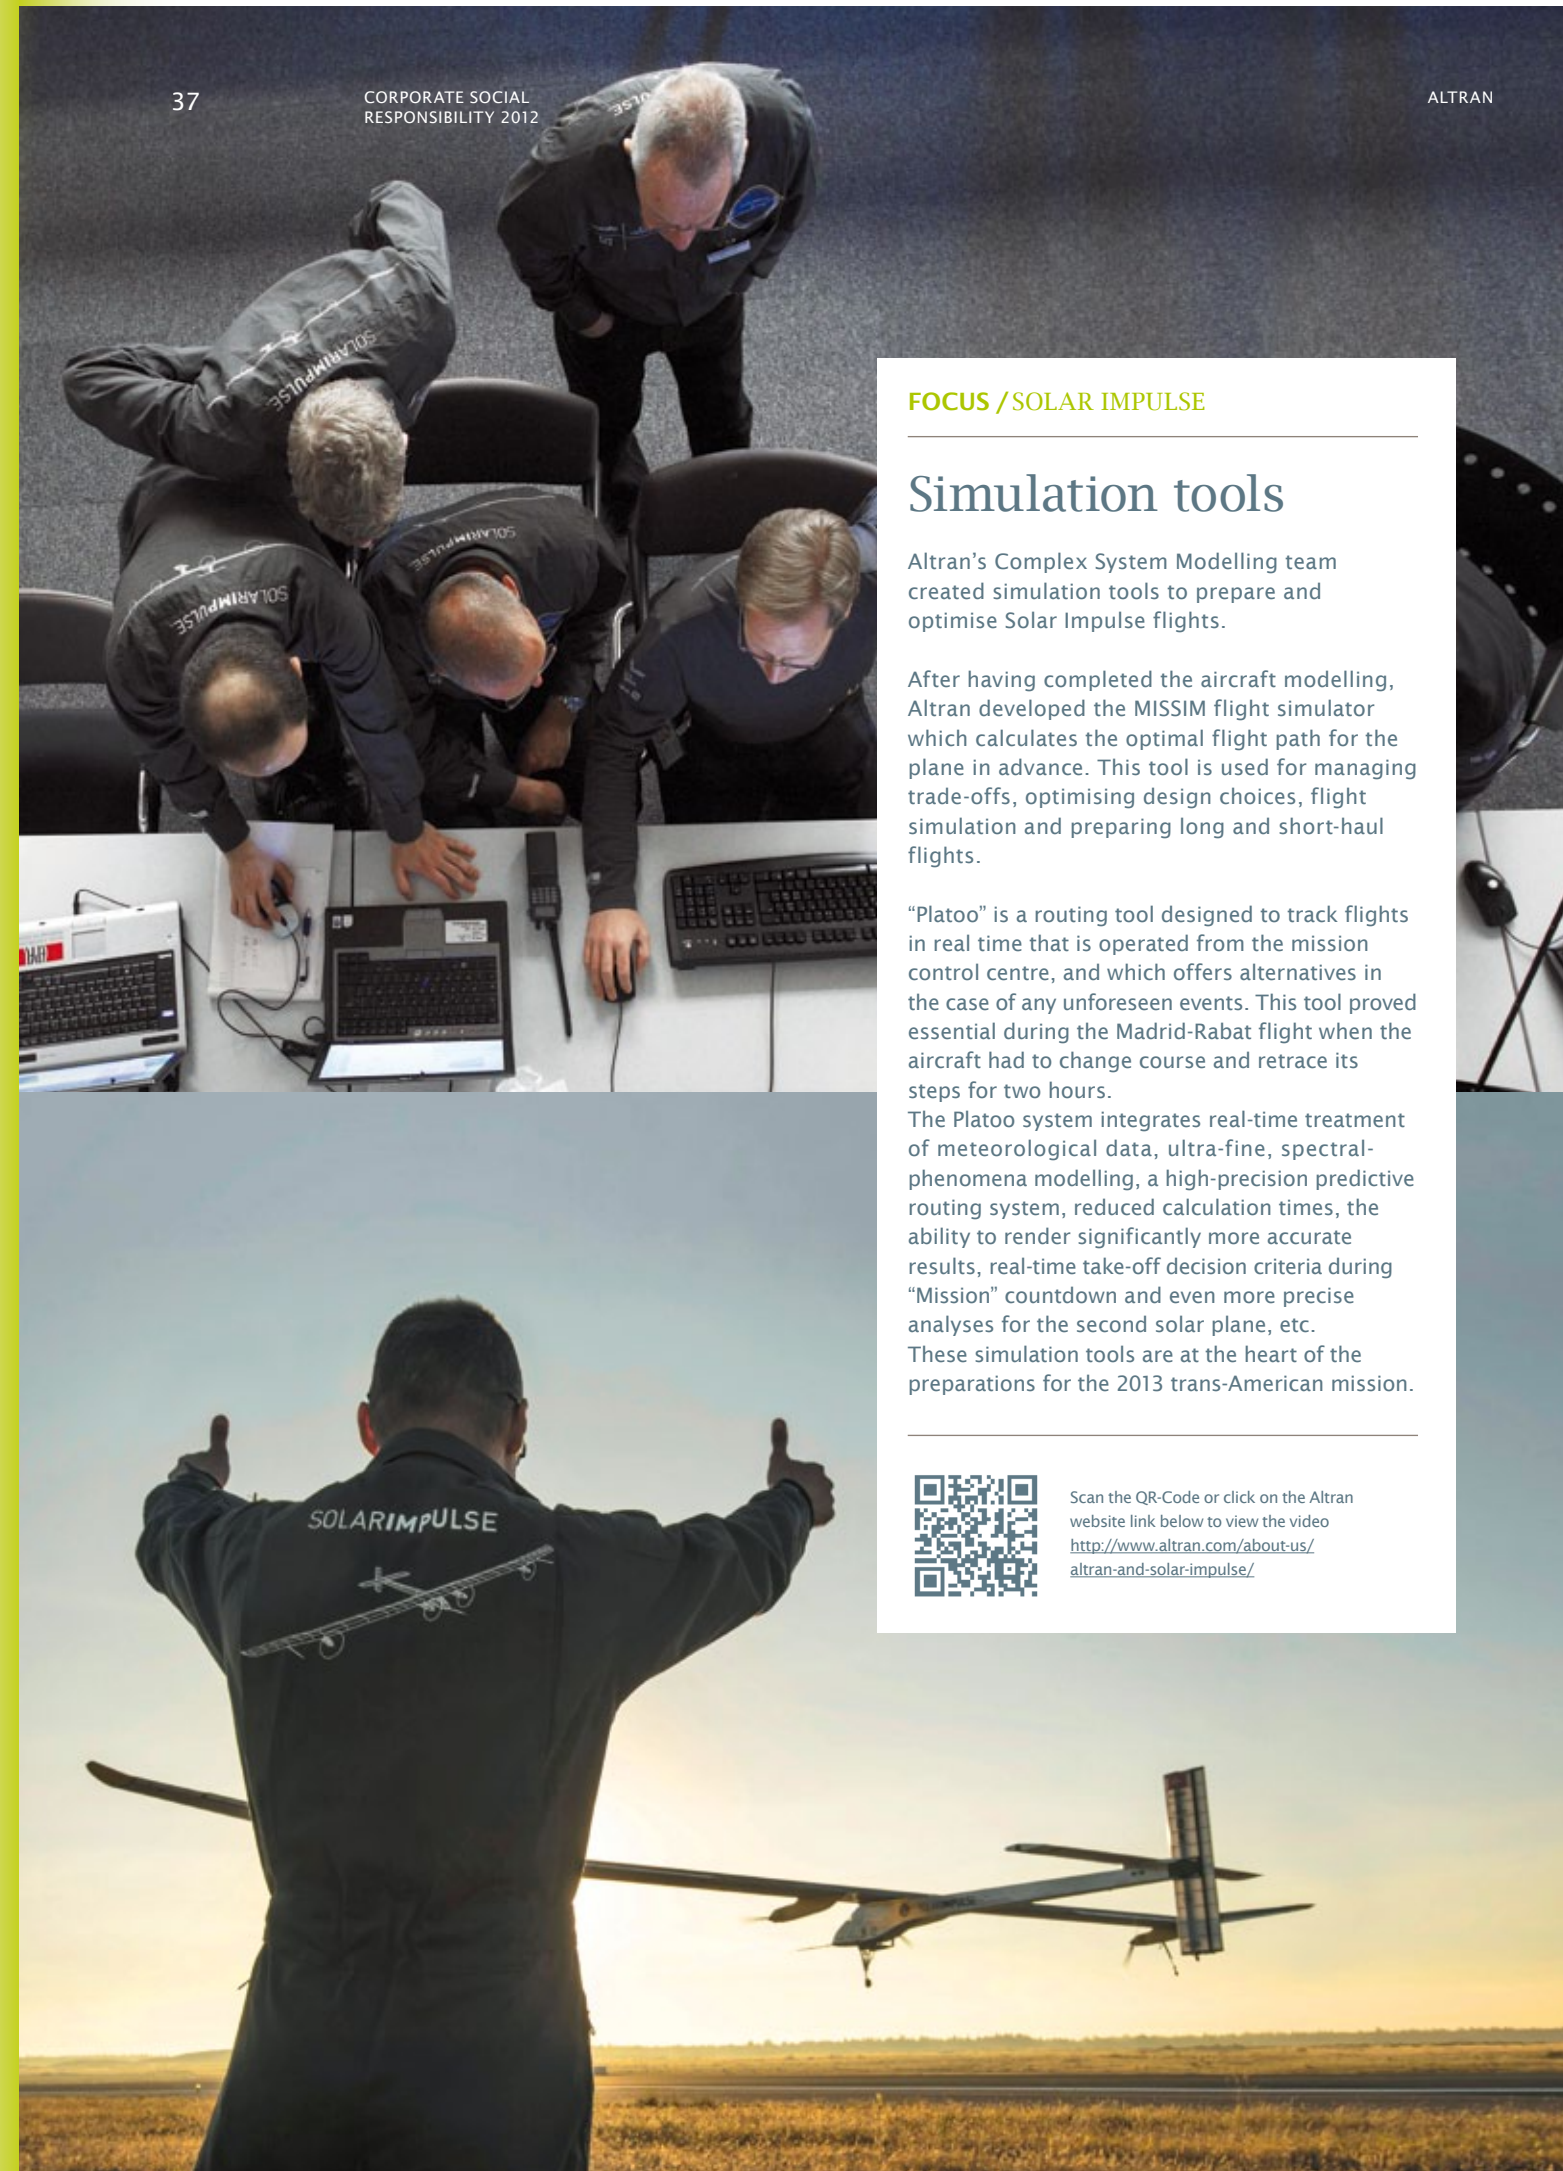 37
CORPORATE SOCIAL
RESPONSIBILITY 2012
ALTRAN
SOLARIMPULSE
SOLARIMPULSE
SOLARIMPULSE
FOCUS / SOLAR IMPULSE
Simulation tools
Altran’s Complex System Modelling team
created simulation tools to prepare and
optimise Solar Impulse flights.
After having completed the aircraft modelling,
Altran developed the MISSIM flight simulator
which calculates the optimal flight path for the
plane in advance. This tool is used for managing
trade-offs, optimising design choices, flight
simulation and preparing long and short-haul
flights.
“Platoo” is a routing tool designed to track flights
in real time that is operated from the mission
control centre, and which offers alternatives in
the case of any unforeseen events. This tool proved
essential during the Madrid-Rabat flight when the
aircraft had to change course and retrace its
steps for two hours.
The Platoo system integrates real-time treatment
of meteorological data, ultra-fine, spectral-
phenomena modelling, a high-precision predictive
routing system, reduced calculation times, the
ability to render significantly more accurate
results, real-time take-off decision criteria during
“Mission” countdown and even more precise
analyses for the second solar plane, etc.
These simulation tools are at the heart of the
preparations for the 2013 trans-American mission.
Scan the QR-Code or click on the Altran
website link below to view the video
http://www.altran.com/about-us/
altran-and-solar-impulse/
SOLARIMPULSE